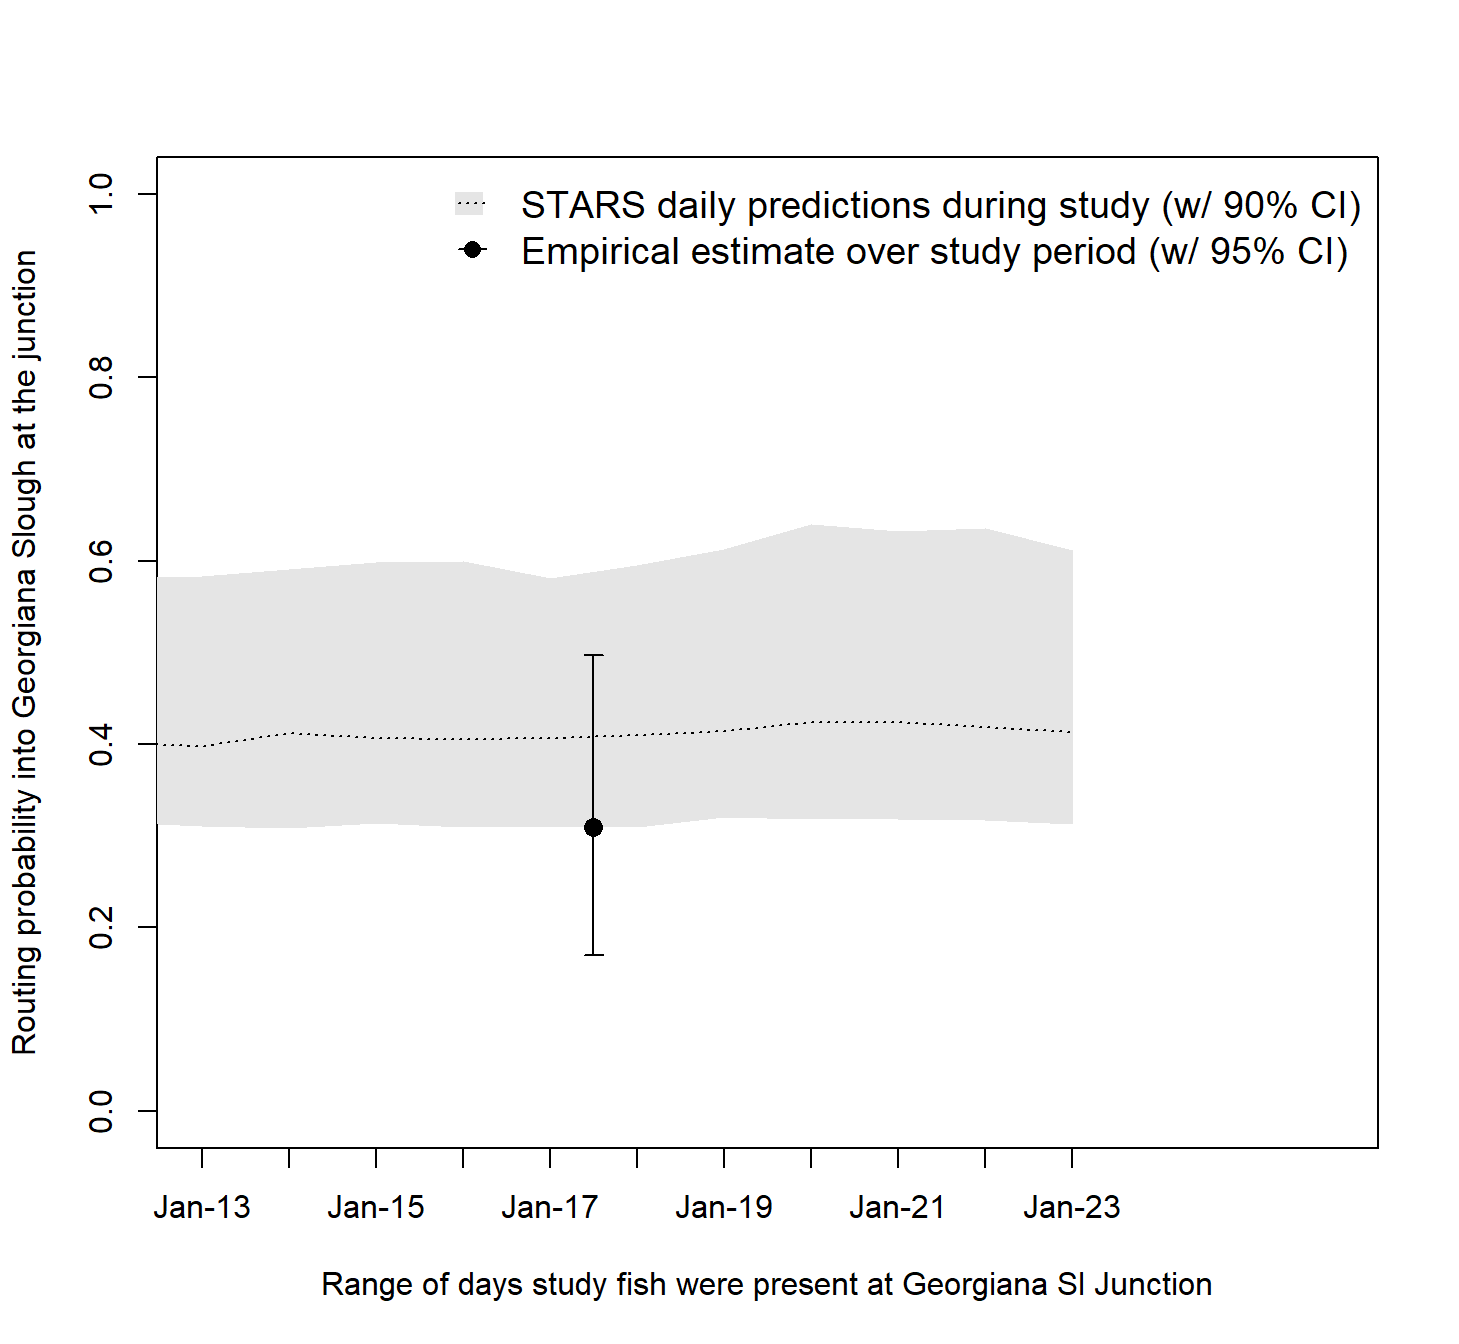 STARS daily predictions during study (w/ 90% CI)
Empirical estimate over study period (w/ 95% CI)
Routing probability into Georgiana Slough at the junction
1.0
0.8
0.6
0.4
0.2
0.0
Jan-13 Jan-15 Jan-17 Jan-19 Jan-21 Jan-23
Range of days study fish were present at Georgiana Sl Junction